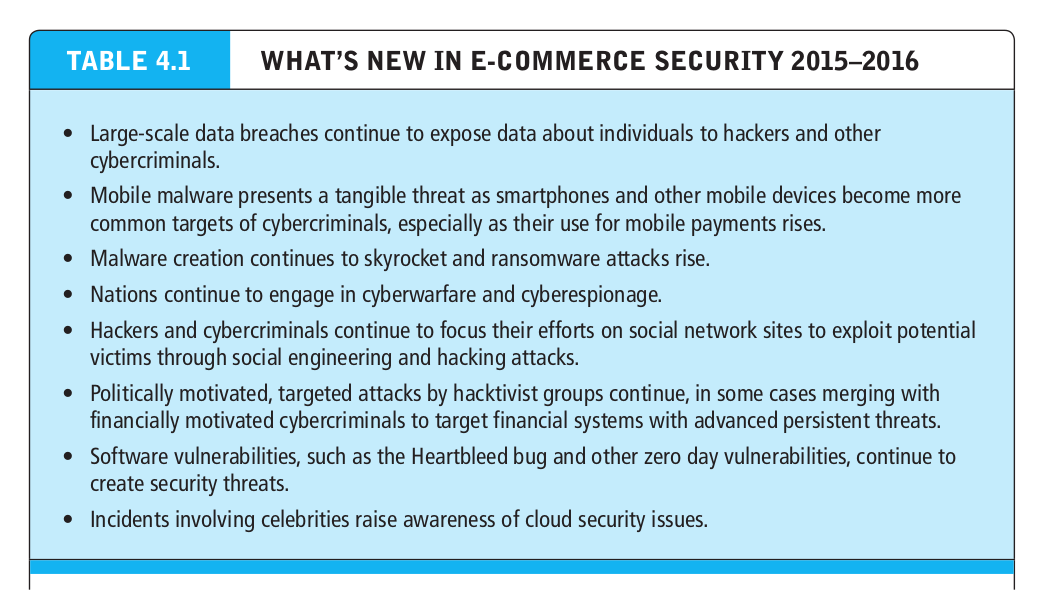 TABLE 4.1 WHAT'S NEW IN E-COMMERCE SECURITY 2015–2016
• Large-scale data breaches continue to expose data about individuals to hackers and other
cybercriminals.
• Mobile malware presents a tangible threat as smartphones and other mobile devices become more
common targets of cybercriminals, especially as their use for mobile payments rises.
• Malware creation continues to skyrocket and ransomware attacks rise.
• Nations continue to engage in cyberwarfare and cyberespionage.
• Hackers and cybercriminals continue to focus their efforts on social network sites to exploit potential
victims through social engineering and hacking attacks.
• Politically motivated, targeted attacks by hacktivist groups continue, in some cases merging with
financially motivated cybercriminals to target financial systems with advanced persistent threats.
• Software vulnerabilities, such as the Heartbleed bug and other zero day vulnerabilities, continue to
create security threats.
• Incidents involving celebrities raise awareness of cloud security issues.